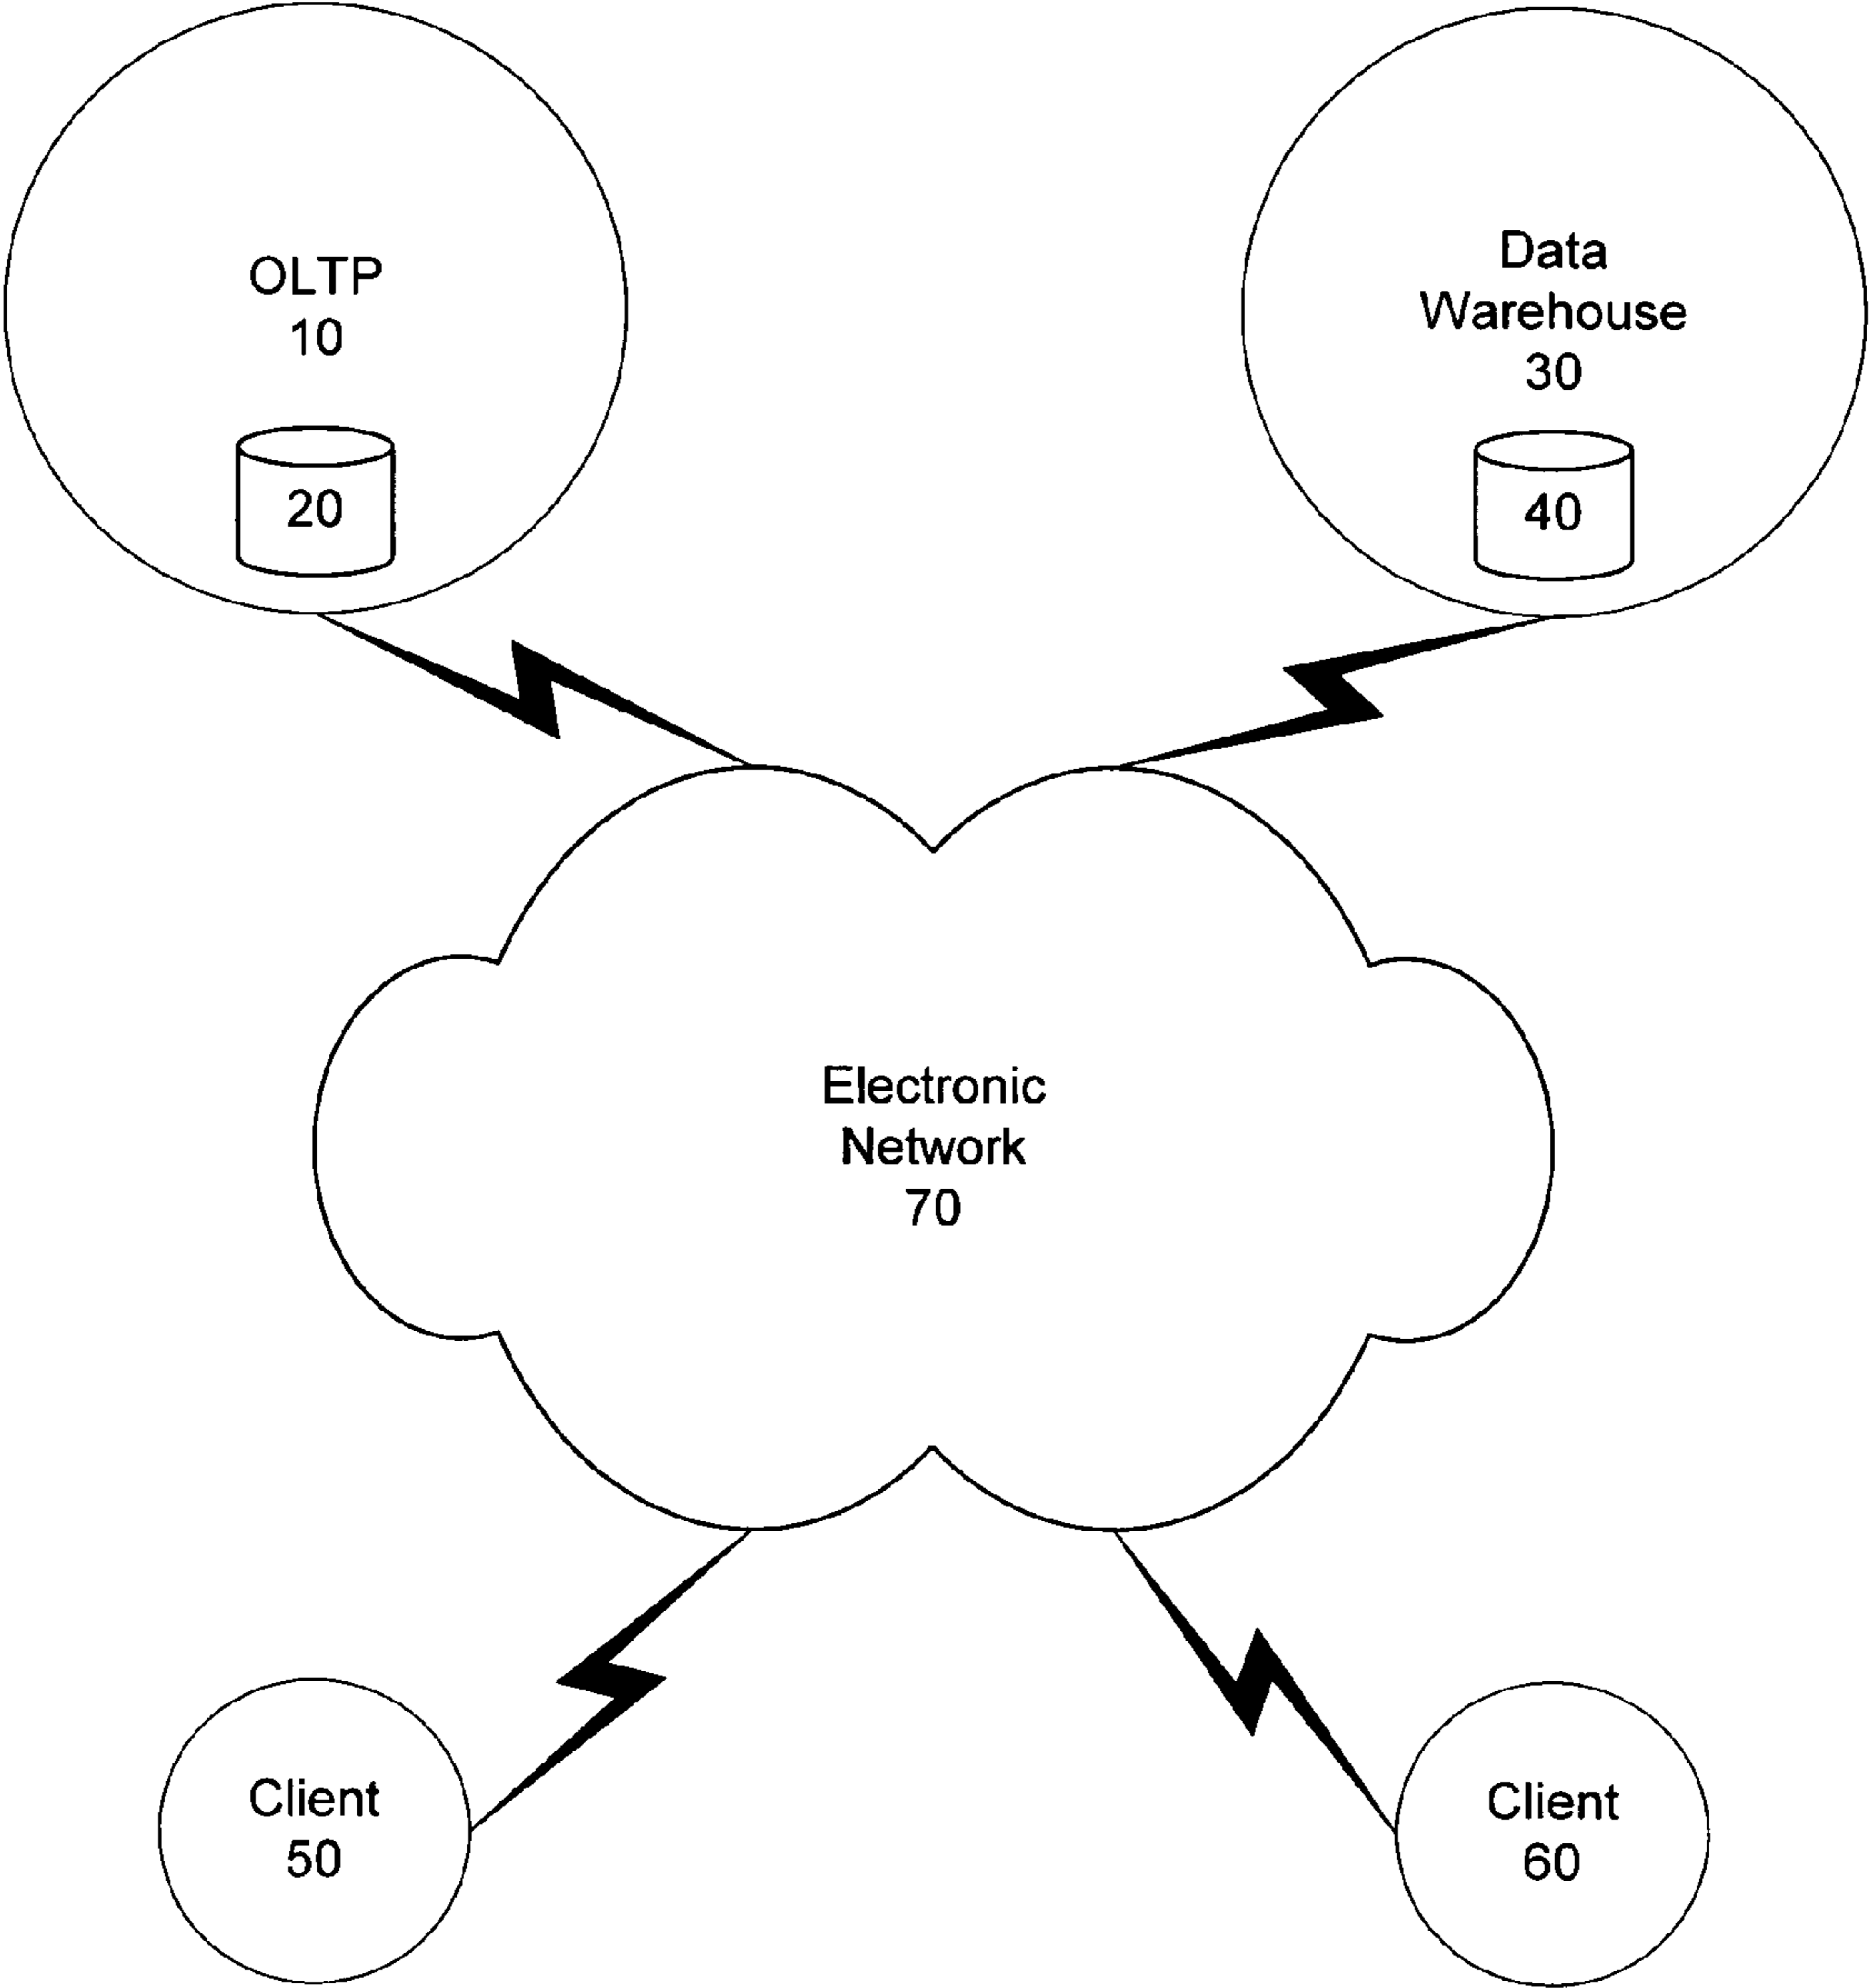 OLTP
10
20
Data
Warehouse
30
40
Electronic
Network
70
Client
50
Client
60